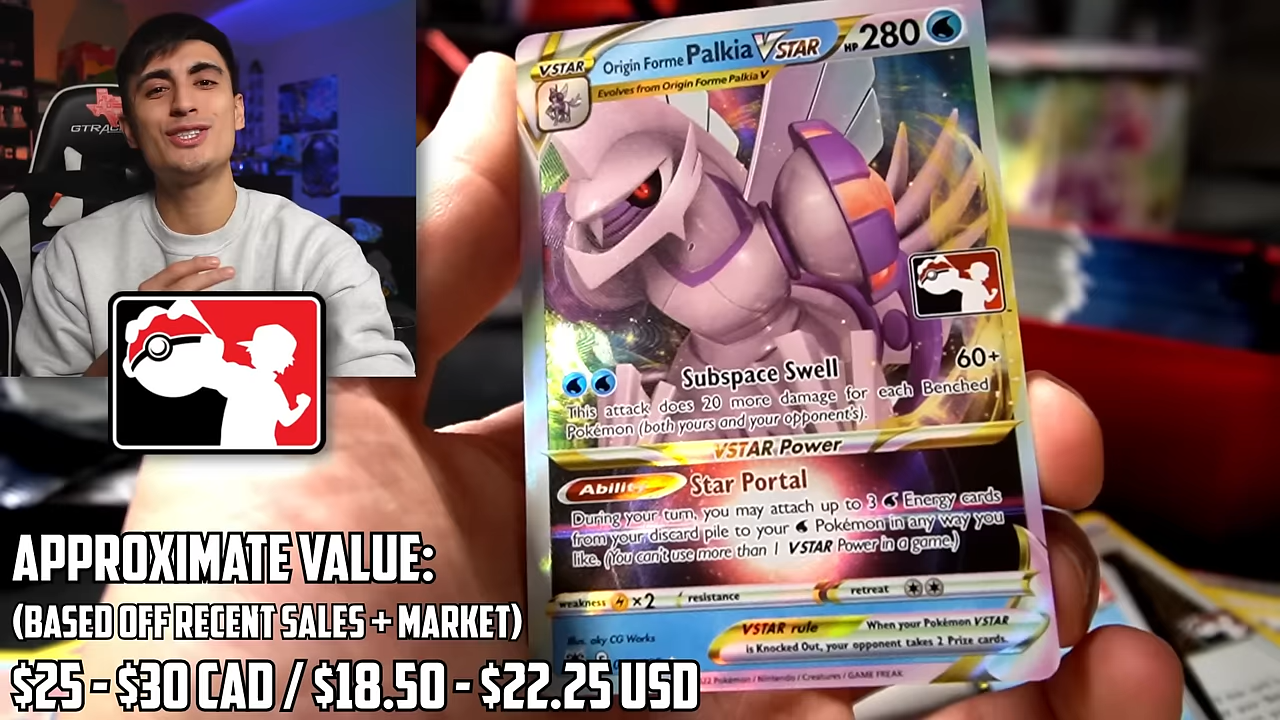 GTRAC
VSTAR
Origin Forme Palkia VSTAR
HP 280
Evolves from Origin Forme Palkia V
Subspace Swell 60+
This attack does 20 more damage for each Benched
Pokémon (both yours and your opponent's).
VSTAR Power
Ability Star Portal
During your turn, you may attach up to 3 Energy cards
from your discard pile to your Pokémon in any way you
like. (You can't use more than 1 VSTAR Power in a game.)
weakness ×2 resistance retreat
VSTAR rule When your Pokémon VSTAR
is Knocked Out, your opponent takes 2 Prize cards.
Illus. aky CG Works
22 Pokémon / Nintendo / Creatures / GAME FREAK
APPROXIMATE VALUE:
(BASED OFF RECENT SALES + MARKET)
$25 - $30 CAD / $18.50 - $22.25 USD